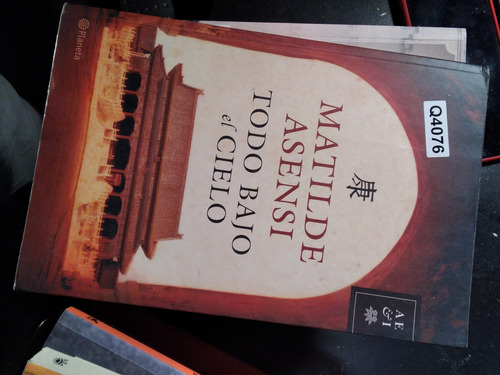 Planeta
Q4076
康
MATILDE
ASENSI
TODO BAJO
el CIELO
A E
& I